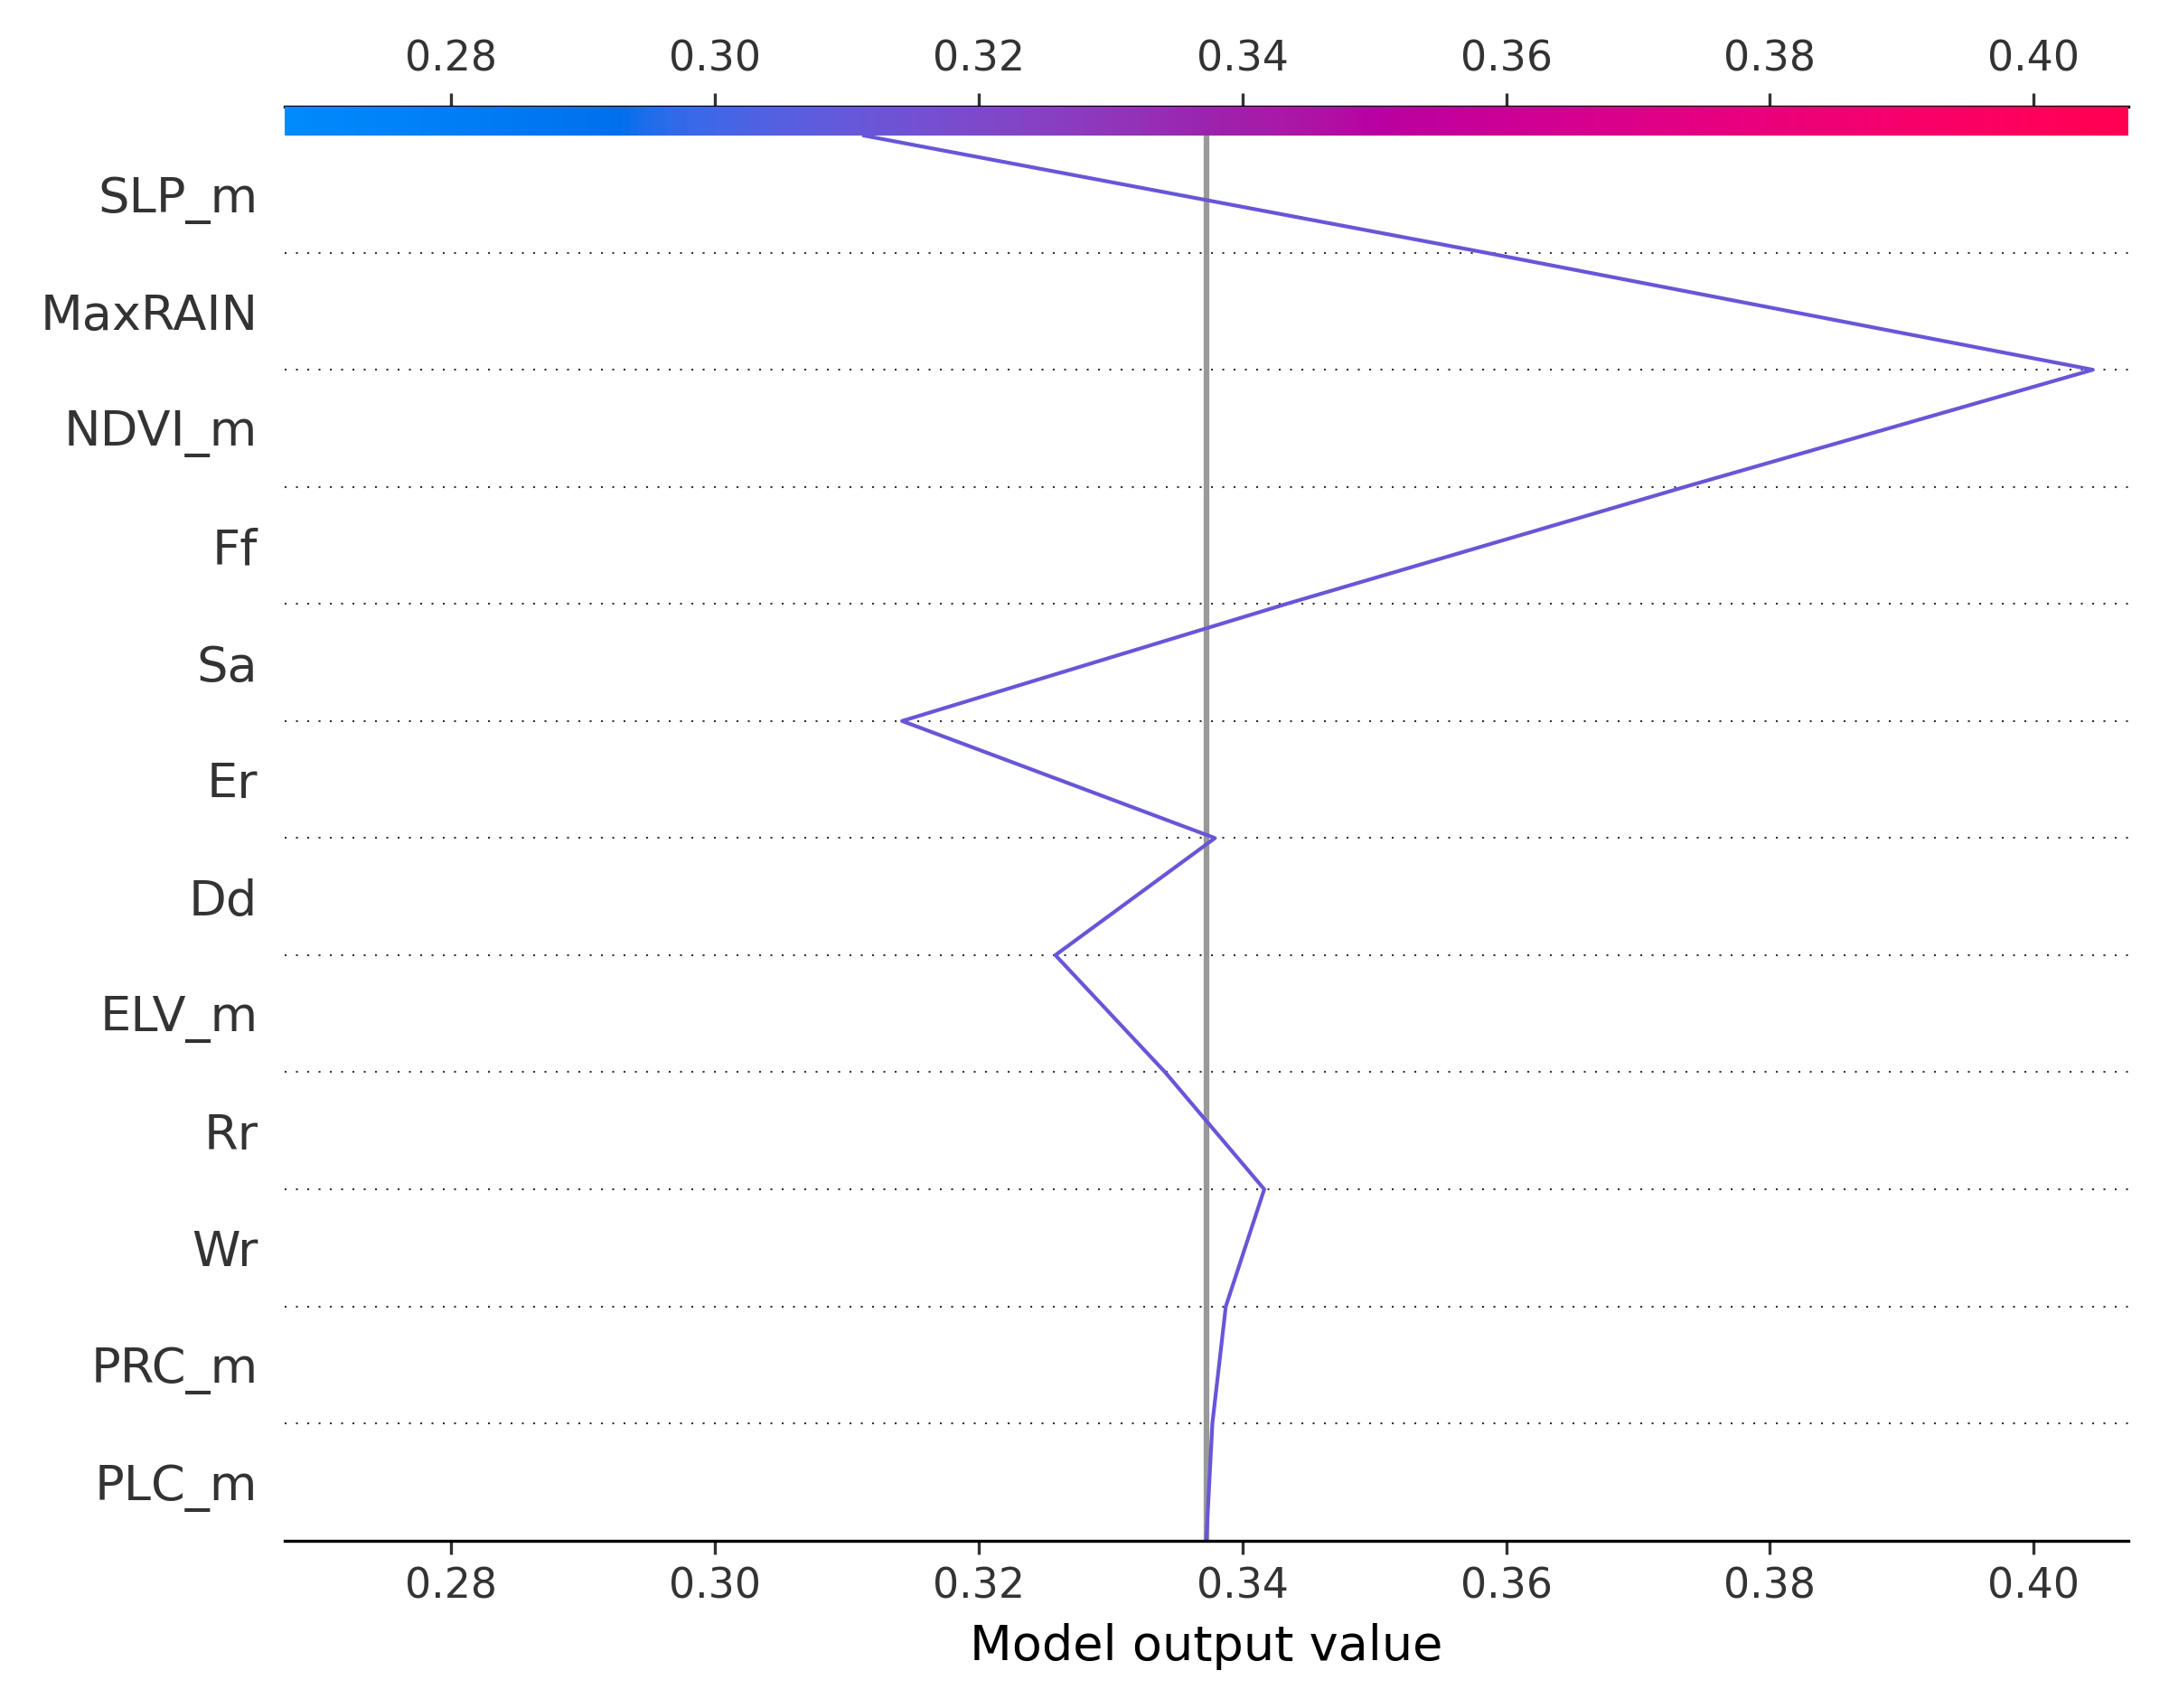 0.28 0.30 0.32 0.34 0.36 0.38 0.40
SLP_m
MaxRAIN
NDVI_m
Ff
Sa
Er
Dd
ELV_m
Rr
Wr
PRC_m
PLC_m
0.28 0.30 0.32 0.34 0.36 0.38 0.40
Model output value